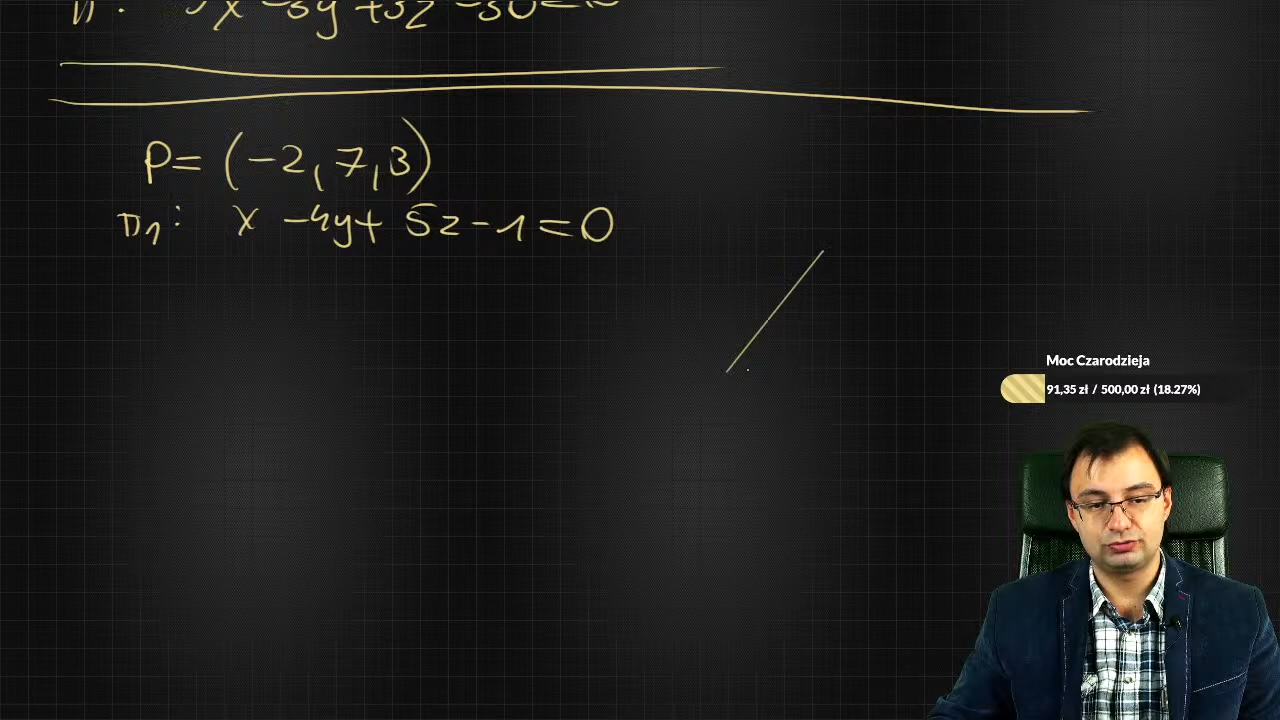 P = (-2, 7, 3)
π₁: x - 4y + 5z - 1 = 0
Moc Czarodzieja
91,35 zł / 500,00 zł (18.27%)